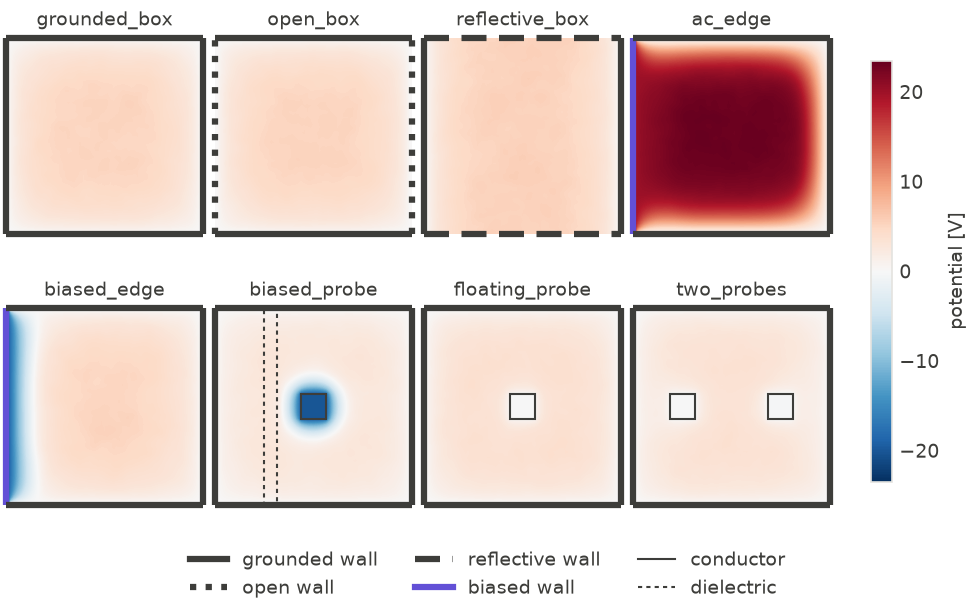 grounded_box open_box reflective_box ac_edge
20
10
0
−10
−20
potential [V]
biased_edge biased_probe floating_probe two_probes
grounded wall reflective wall conductor
open wall biased wall dielectric